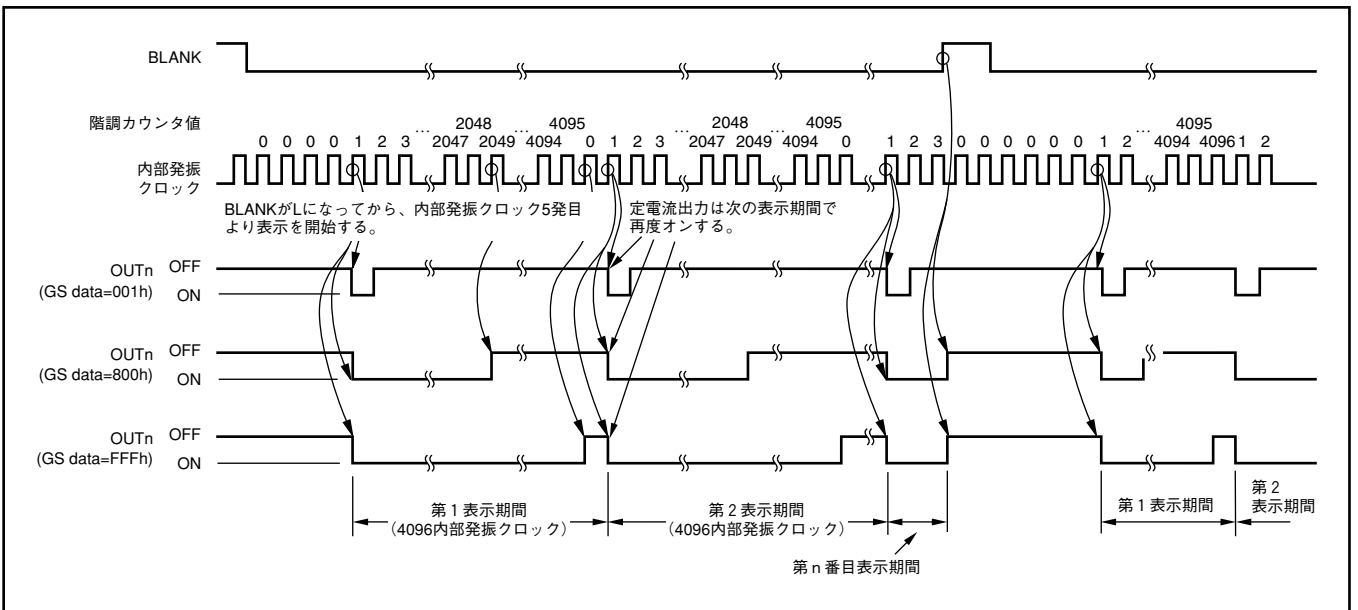 BLANK
階調カウンタ値
2048 4095 2048 4095 4095
0 0 0 0 1 2 3 … 2047 2049 … 4094 0 1 2 3 … 2047 2049 … 4094 0 1 2 3 0 0 0 0 0 0 1 2 … 4094 4096 1 2
内部発振
クロック
BLANKがLになってから、内部発振クロック5発目
より表示を開始する。
定電流出力は次の表示期間で
再度オンする。
OUTn OFF
(GS data=001h) ON
OUTn OFF
(GS data=800h) ON
OUTn OFF
(GS data=FFFh) ON
第1表示期間
(4096内部発振クロック)
第2表示期間
(4096内部発振クロック)
第n番目表示期間
第1表示期間
第2
表示期間